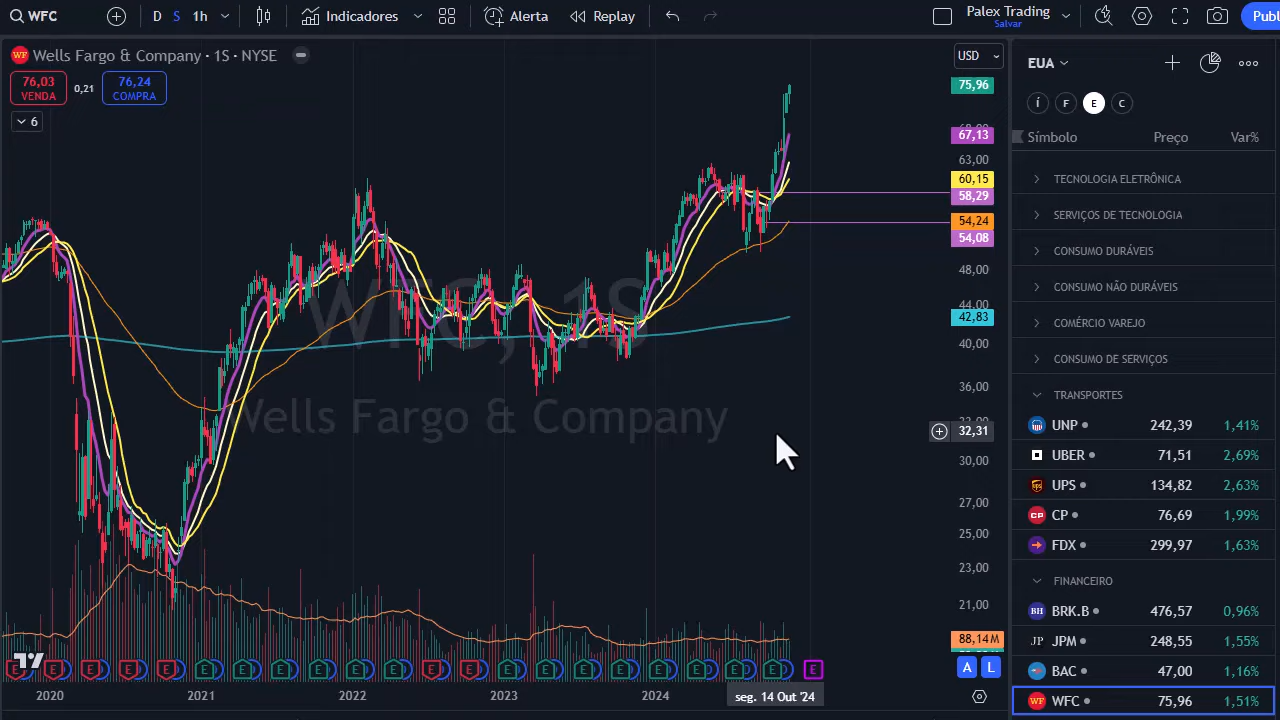 WFC
D S 1h
Indicadores
Alerta
Replay
Palex Trading
Salvar
Publ
Wells Fargo & Company · 1S · NYSE
76,03
VENDA
0,21
76,24
COMPRA
6
USD
75,96
67,13
63,00
60,15
58,29
54,24
54,08
48,00
44,00
42,83
40,00
36,00
32,31
30,00
27,00
25,00
23,00
21,00
88,14M
WFC, 1S
Wells Fargo & Company
A L
2020 2021 2022 2023 2024
seg. 14 Out '24
EUA
Í F E C
Símbolo Preço Var%
TECNOLOGIA ELETRÔNICA
SERVIÇOS DE TECNOLOGIA
CONSUMO DURÁVEIS
CONSUMO NÃO DURÁVEIS
COMÉRCIO VAREJO
CONSUMO DE SERVIÇOS
TRANSPORTES
UNP 242,39 1,41%
UBER 71,51 2,69%
UPS 134,82 2,63%
CP 76,69 1,99%
FDX 299,97 1,63%
FINANCEIRO
BRK.B 476,57 0,96%
JPM 248,55 1,55%
BAC 47,00 1,16%
WFC 75,96 1,51%